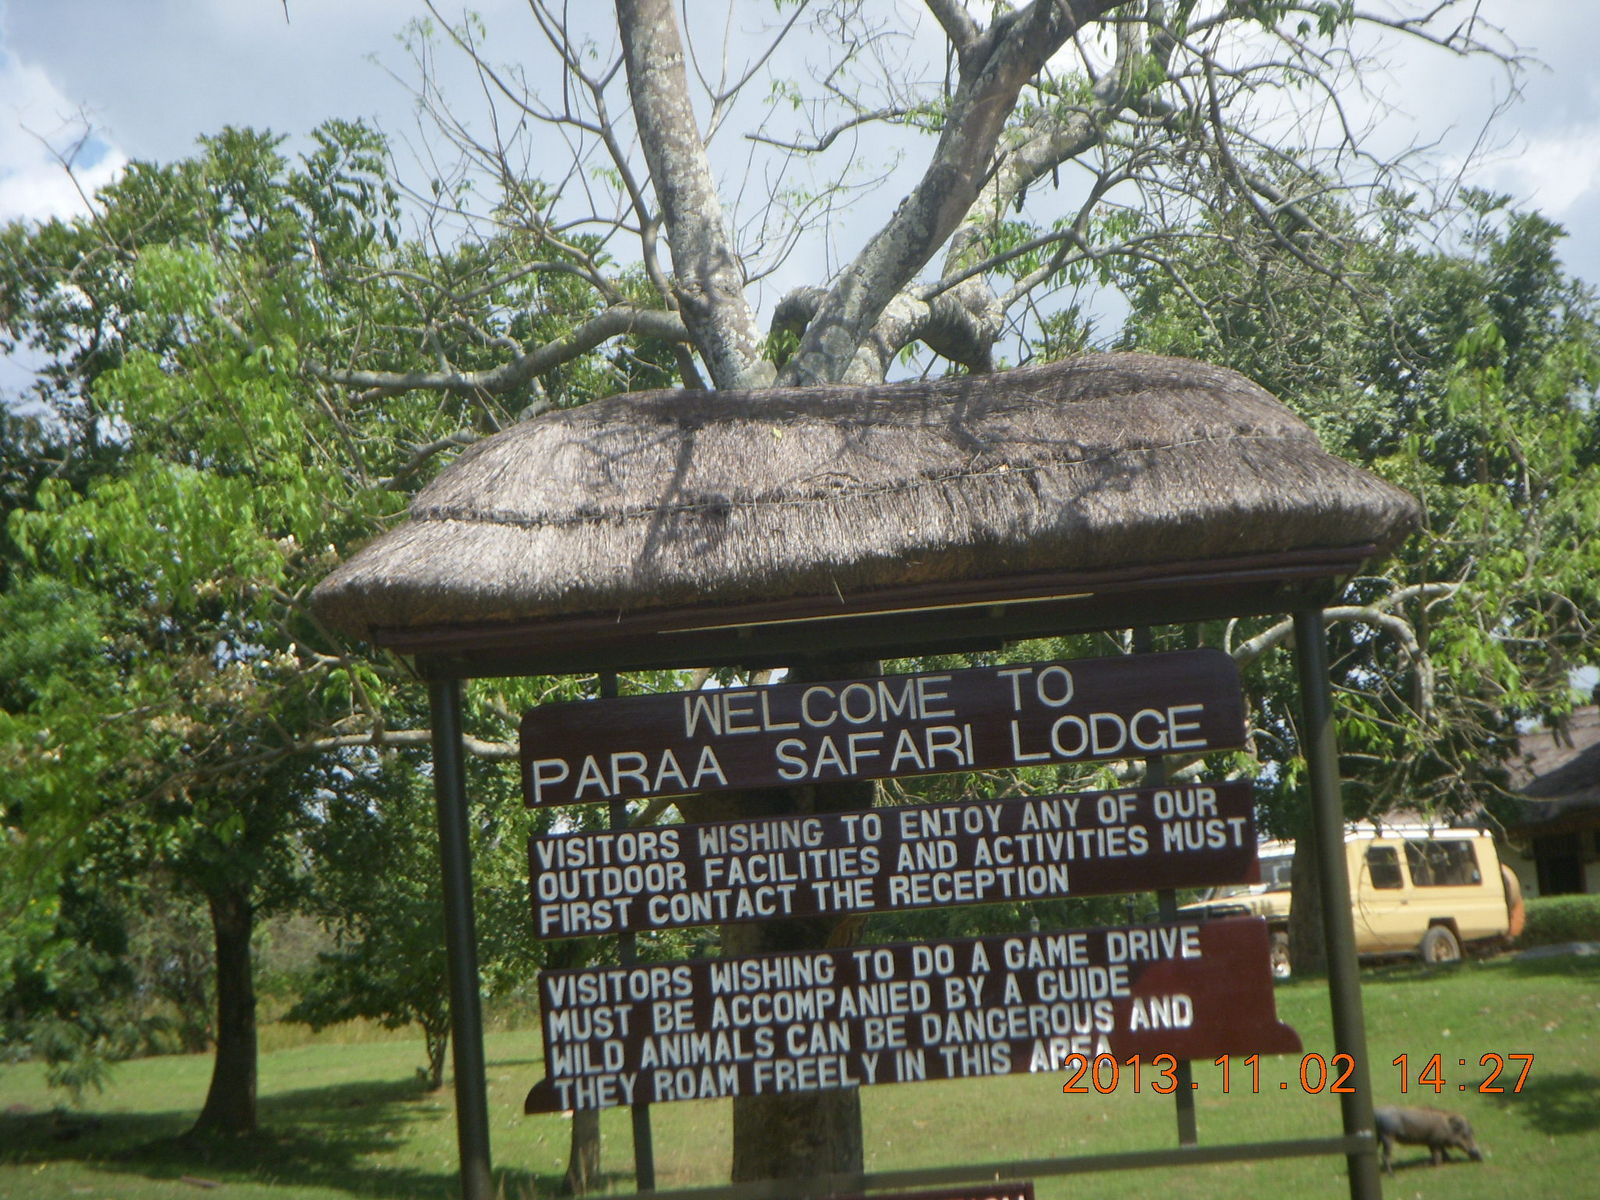 WELCOME TO
PARAA SAFARI LODGE
VISITORS WISHING TO ENJOY ANY OF OUR
OUTDOOR FACILITIES AND ACTIVITIES MUST
FIRST CONTACT THE RECEPTION
VISITORS WISHING TO DO A GAME DRIVE
MUST BE ACCOMPANIED BY A GUIDE
WILD ANIMALS CAN BE DANGEROUS AND
THEY ROAM FREELY IN THIS AREA
2013.11.02 14:27